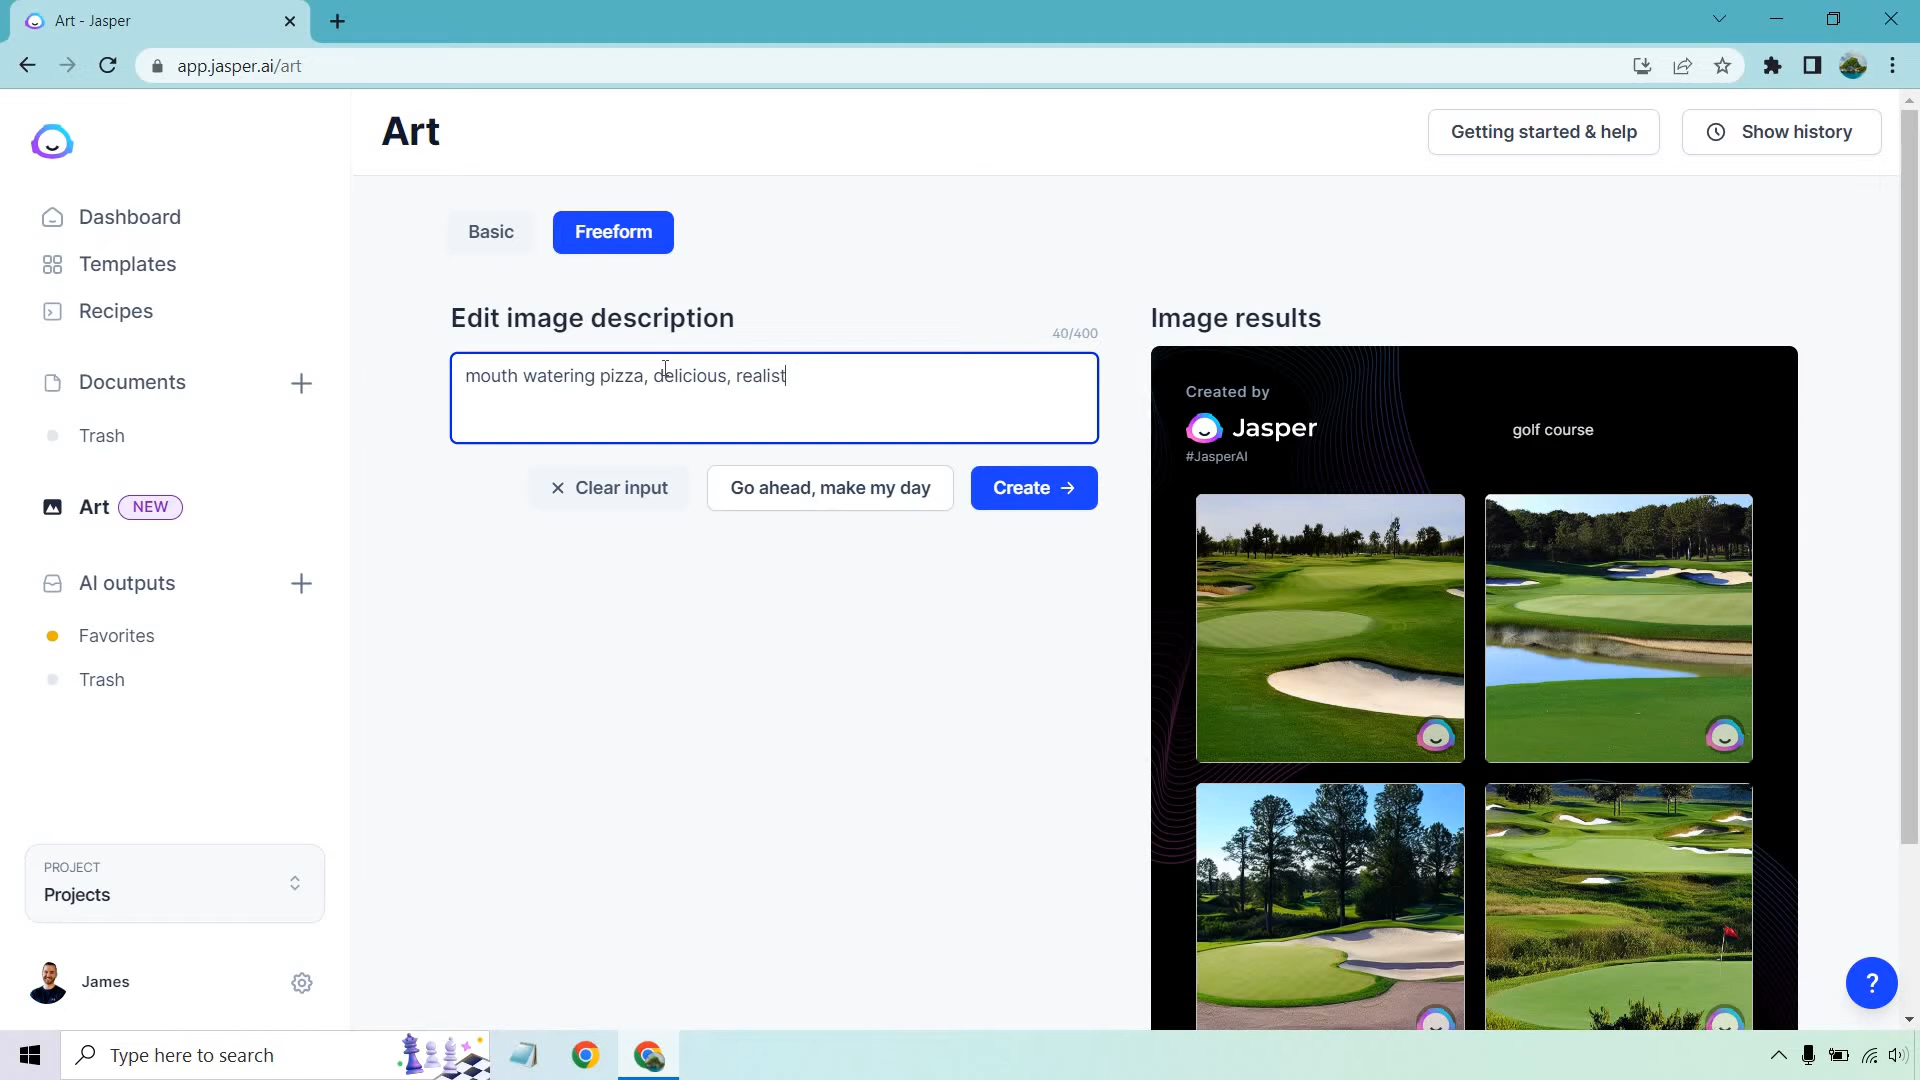 Art - Jasper
app.jasper.ai/art
Art
Getting started & help
Show history
Dashboard
Templates
Recipes
Documents
Trash
Art NEW
AI outputs
Favorites
Trash
PROJECT
Projects
James
Basic
Freeform
Edit image description
40/400
mouth watering pizza, delicious, realist
Clear input
Go ahead, make my day
Create
Image results
Created by
Jasper
#JasperAI
golf course
?
Type here to search